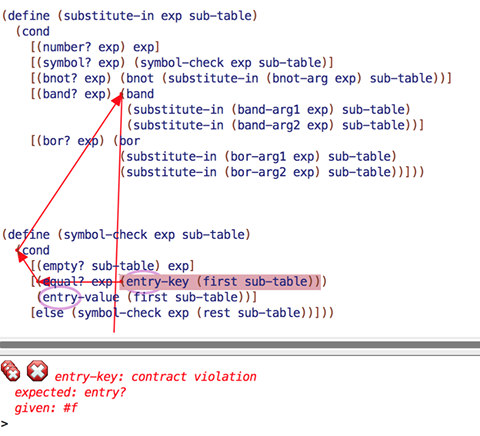 (define (substitute-in exp sub-table)
(cond
[(number? exp) exp]
[(symbol? exp) (symbol-check exp sub-table)]
[(bnot? exp) (bnot (substitute-in (bnot-arg exp) sub-table))]
[(band? exp) (band
(substitute-in (band-arg1 exp) sub-table)
(substitute-in (band-arg2 exp) sub-table))]
[(bor? exp) (bor
(substitute-in (bor-arg1 exp) sub-table)
(substitute-in (bor-arg2 exp) sub-table))]))
(define (symbol-check exp sub-table)
(cond
[(empty? sub-table) exp]
[(equal? exp (entry-key (first sub-table)))
(entry-value (first sub-table))]
[else (symbol-check exp (rest sub-table))]))
entry-key: contract violation
expected: entry?
given: #f
>